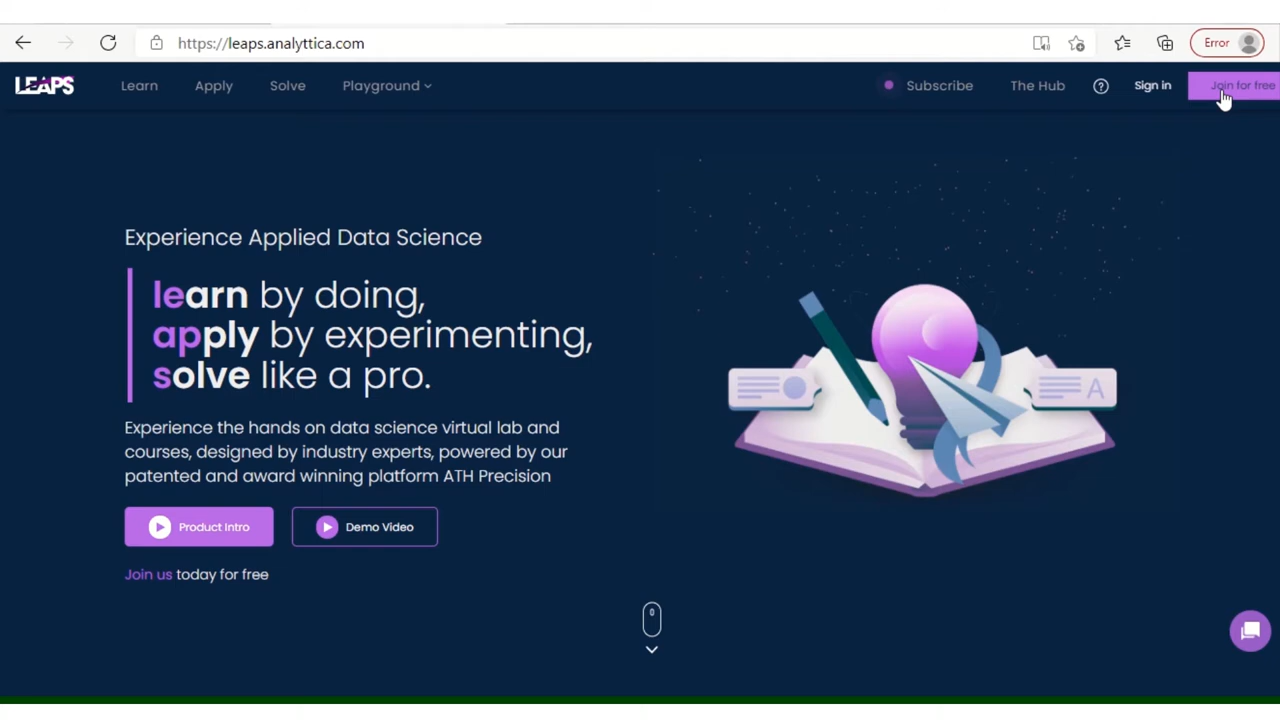 https://leaps.analyttica.com
Error
LEAPS
Learn
Apply
Solve
Playground
Subscribe
The Hub
?
Sign in
Join for free
Experience Applied Data Science
learn by doing,
apply by experimenting,
solve like a pro.
Experience the hands on data science virtual lab and
courses, designed by industry experts, powered by our
patented and award winning platform ATH Precision
Product Intro
Demo Video
Join us today for free
A